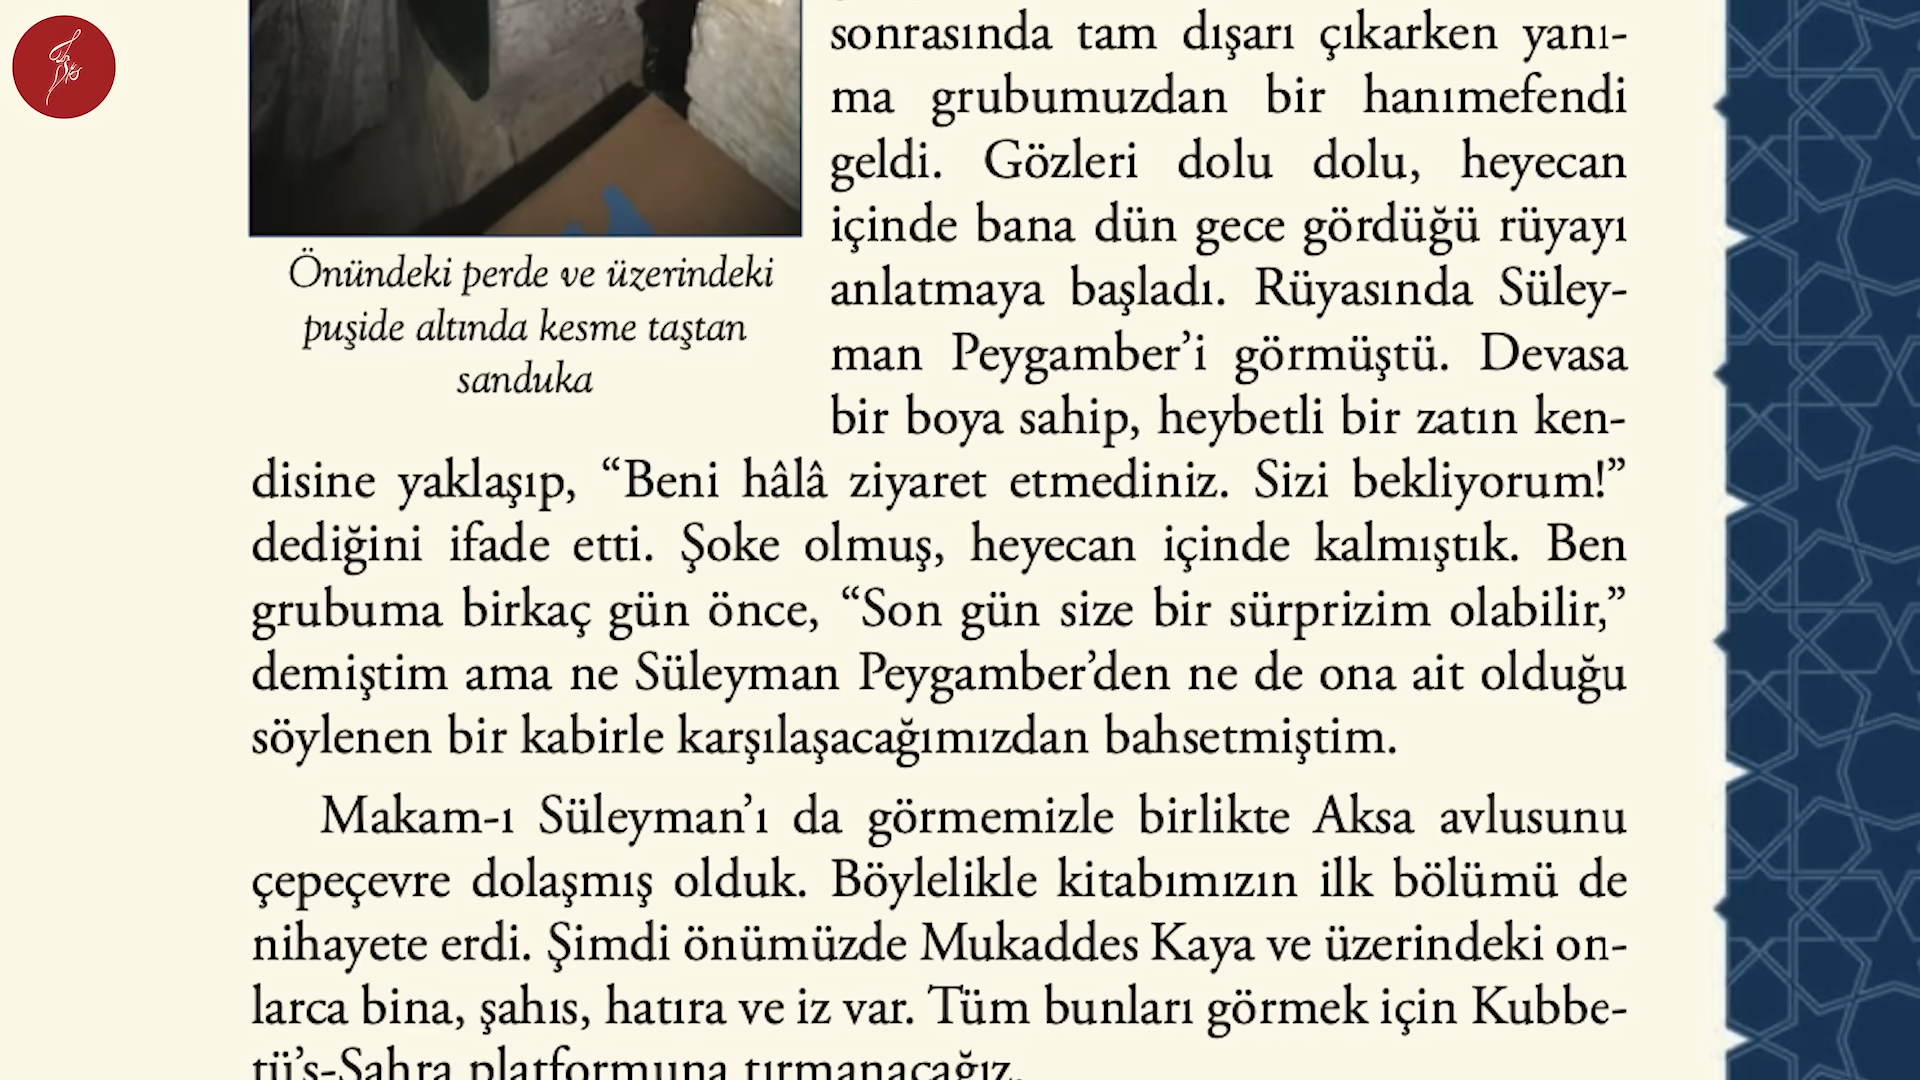 sonrasında tam dışarı çıkarken yanı-
ma grubumuzdan bir hanımefendi
geldi. Gözleri dolu dolu, heyecan
içinde bana dün gece gördüğü rüyayı
anlatmaya başladı. Rüyasında Süley-
man Peygamber’i görmüştü. Devasa
bir boya sahip, heybetli bir zatın ken-
Önündeki perde ve üzerindeki
puşide altında kesme taştan
sanduka
disine yaklaşıp, “Beni hâlâ ziyaret etmediniz. Sizi bekliyorum!”
dediğini ifade etti. Şoke olmuş, heyecan içinde kalmıştık. Ben
grubuma birkaç gün önce, “Son gün size bir sürprizim olabilir,”
demiştim ama ne Süleyman Peygamber’den ne de ona ait olduğu
söylenen bir kabirle karşılaşacağımızdan bahsetmiştim.
Makam-ı Süleyman’ı da görmemizle birlikte Aksa avlusunu
çepeçevre dolaşmış olduk. Böylelikle kitabımızın ilk bölümü de
nihayete erdi. Şimdi önümüzde Mukaddes Kaya ve üzerindeki on-
larca bina, şahıs, hatıra ve iz var. Tüm bunları görmek için Kubbe-
tü’s-Sahra platformuna tırmanacağız.